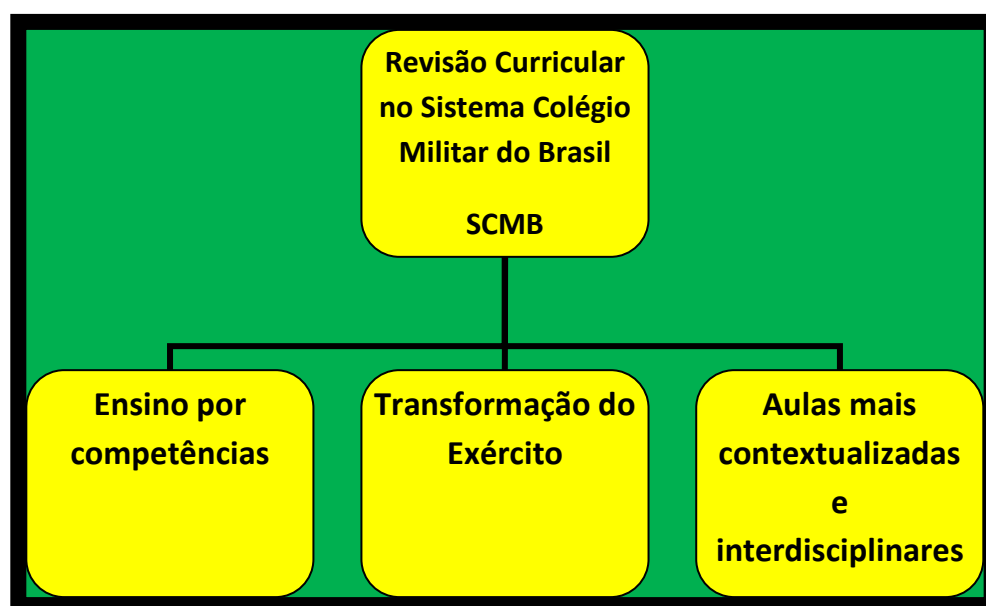 Revisão Curricular
no Sistema Colégio
Militar do Brasil
SCMB
Ensino por
competências
Transformação do
Exército
Aulas mais
contextualizadas
e
interdisciplinares